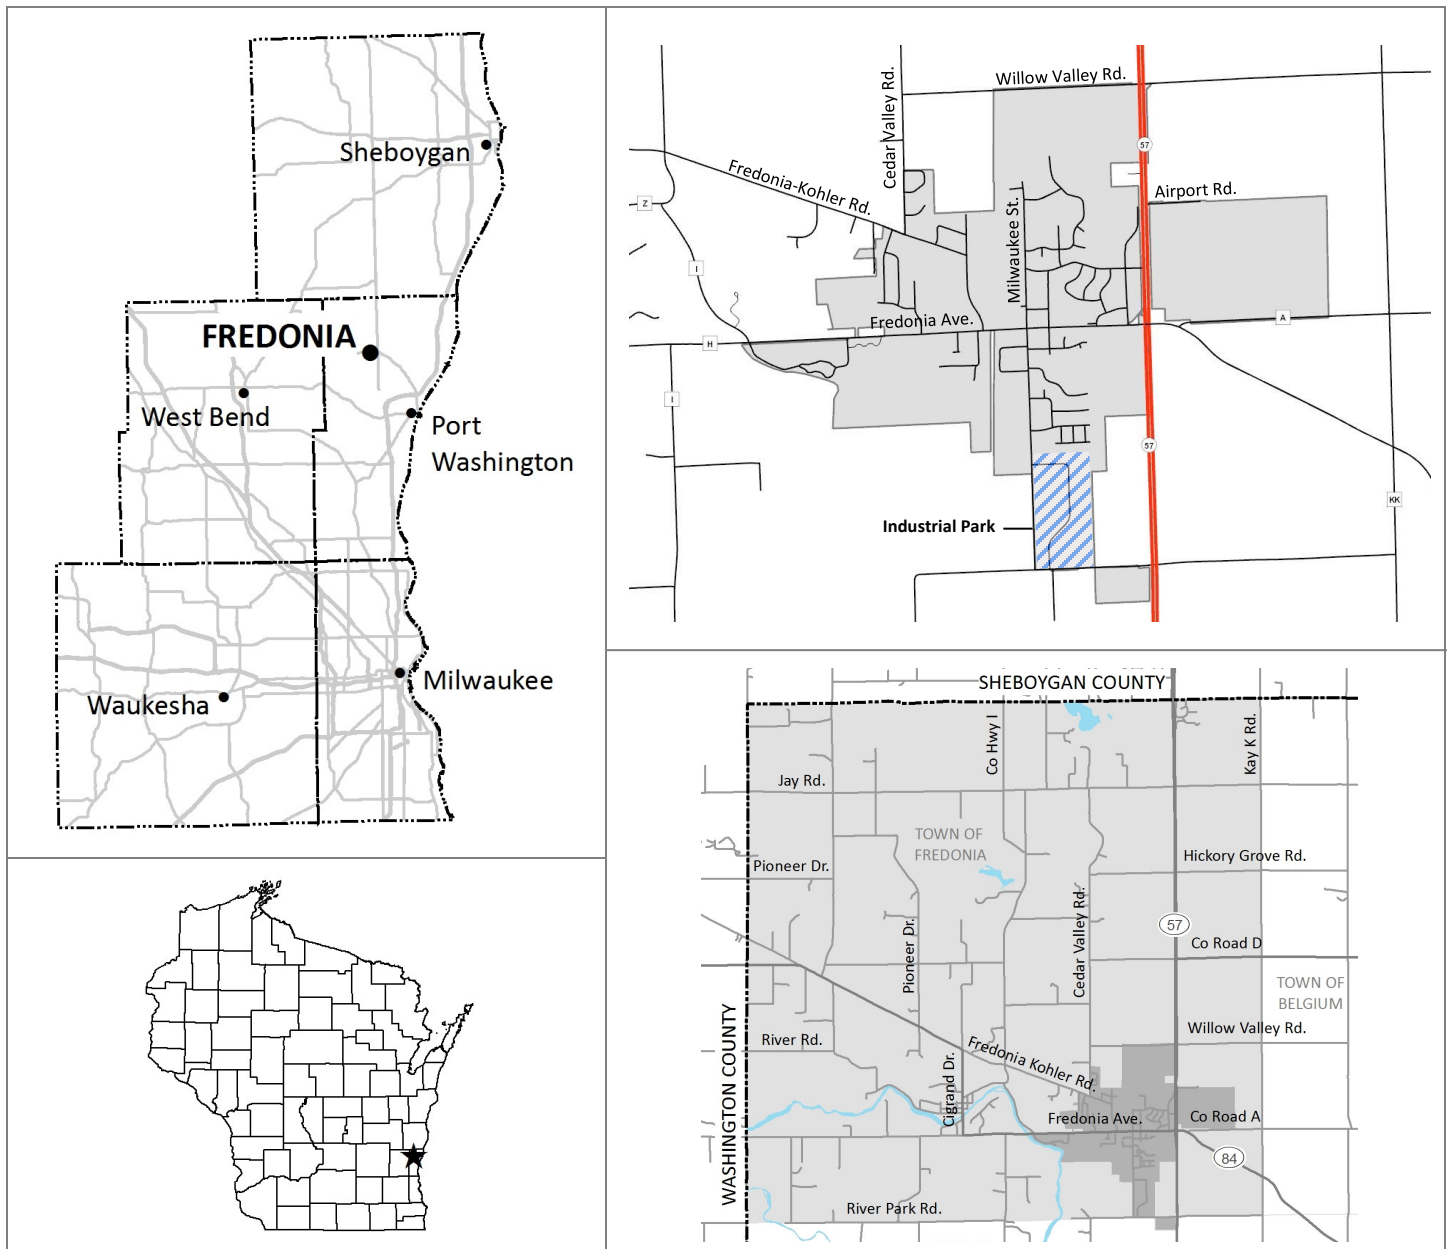 Sheboygan
FREDONIA
West Bend
Port
Washington
Milwaukee
Waukesha
Willow Valley Rd.
Cedar Valley Rd.
57
Fredonia-Kohler Rd.
Airport Rd.
Z
Milwaukee St.
I
Fredonia Ave.
A
H
I
57
KK
Industrial Park
SHEBOYGAN COUNTY
Co Hwy I
Kay K Rd.
Jay Rd.
TOWN OF
FREDONIA
Hickory Grove Rd.
Pioneer Dr.
Cedar Valley Rd.
57
Pioneer Dr.
Co Road D
TOWN OF
BELGIUM
WASHINGTON COUNTY
Willow Valley Rd.
River Rd.
Fredonia Kohler Rd.
Cigrand Dr.
Fredonia Ave.
Co Road A
84
River Park Rd.